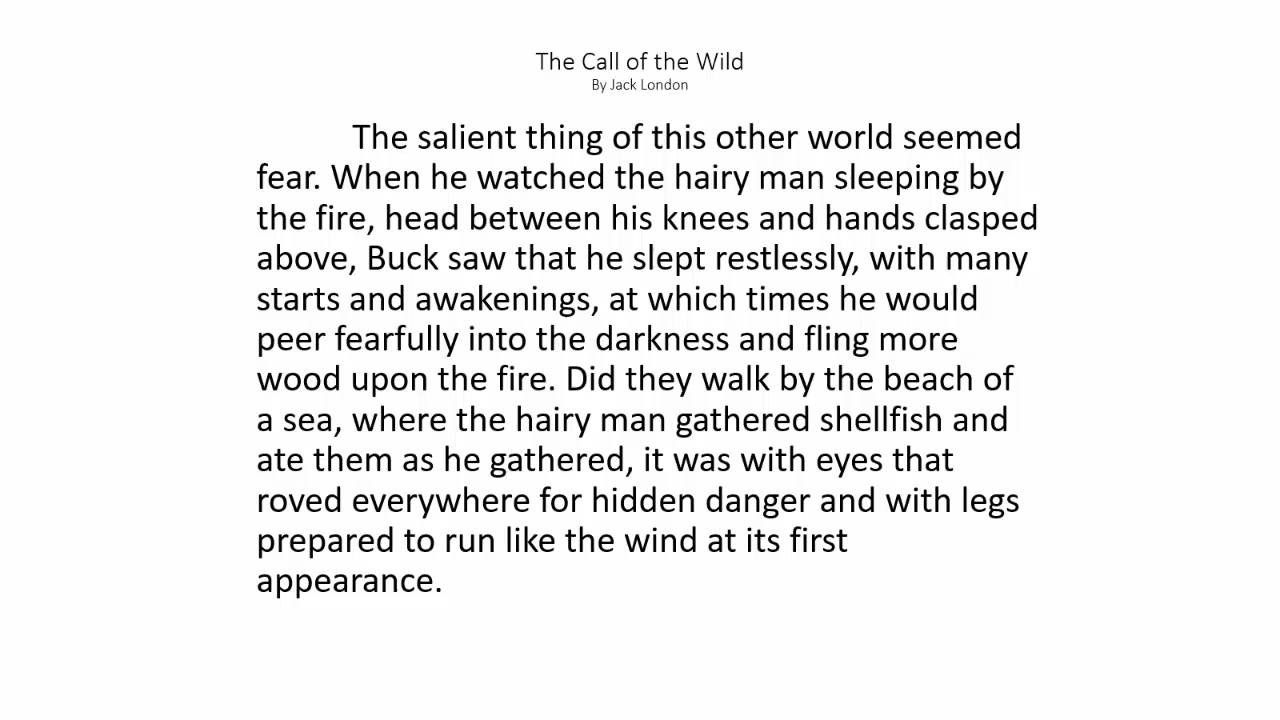 The Call of the Wild
By Jack London
The salient thing of this other world seemed
fear. When he watched the hairy man sleeping by
the fire, head between his knees and hands clasped
above, Buck saw that he slept restlessly, with many
starts and awakenings, at which times he would
peer fearfully into the darkness and fling more
wood upon the fire. Did they walk by the beach of
a sea, where the hairy man gathered shellfish and
ate them as he gathered, it was with eyes that
roved everywhere for hidden danger and with legs
prepared to run like the wind at its first
appearance.